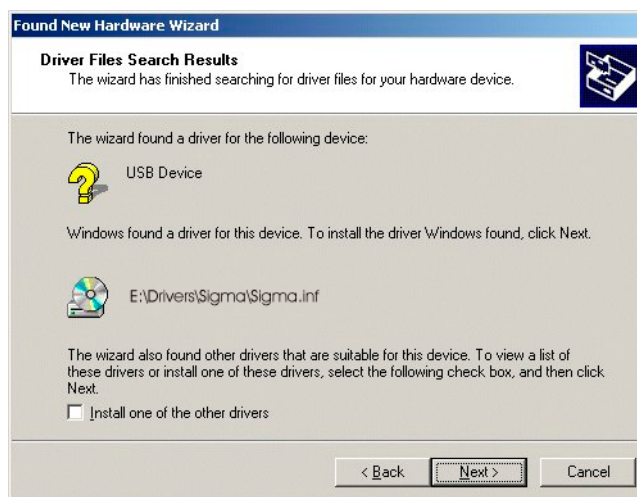 Found New Hardware Wizard
Driver Files Search Results
The wizard has finished searching for driver files for your hardware device.
The wizard found a driver for the following device:
USB Device
Windows found a driver for this device. To install the driver Windows found, click Next.
E:\Drivers\Sigma\Sigma.inf
The wizard also found other drivers that are suitable for this device. To view a list of
these drivers or install one of these drivers, select the following check box, and then click
Next.
Install one of the other drivers
< Back
Next >
Cancel